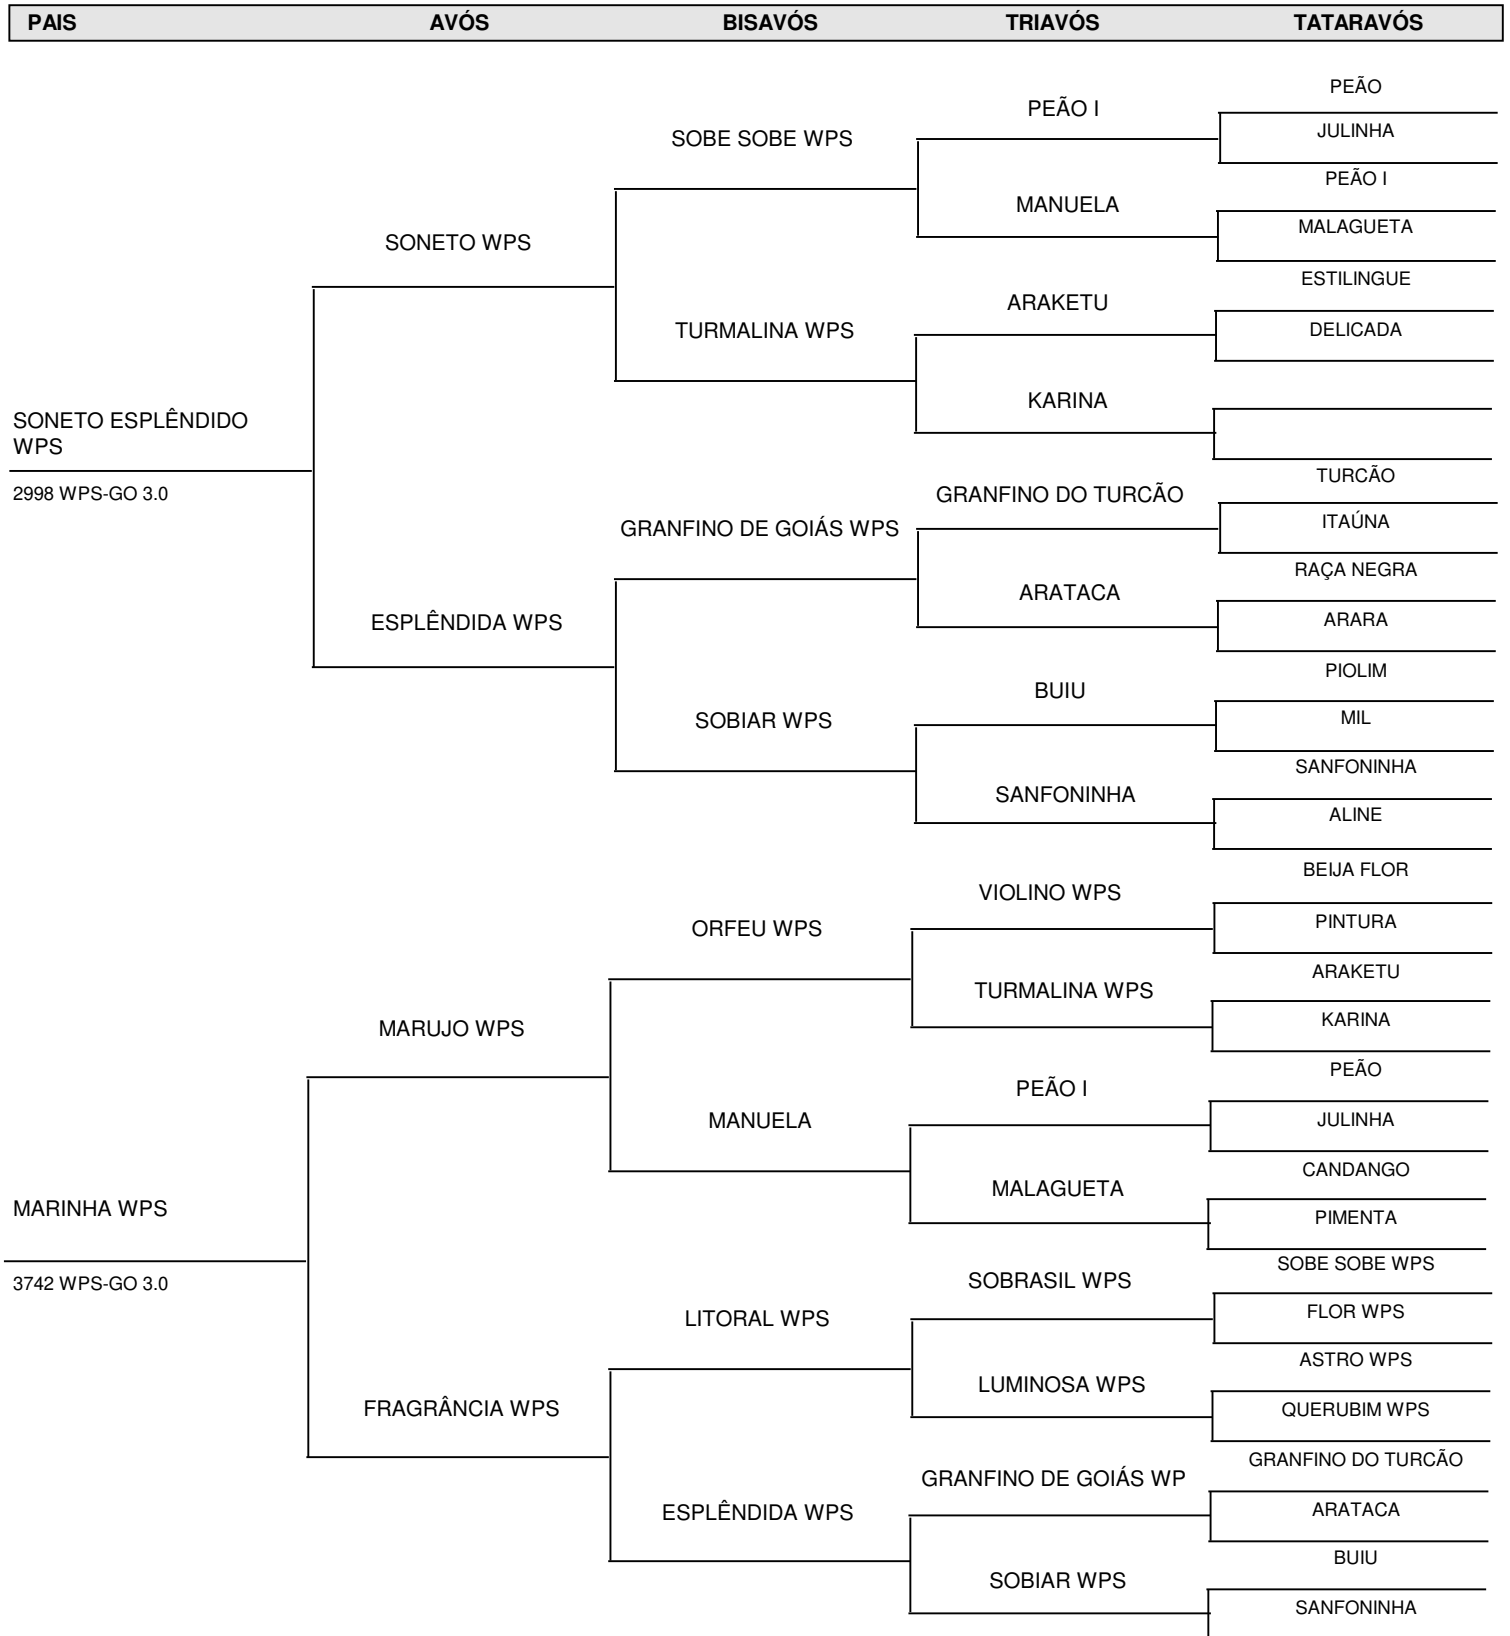 PAIS AVÓS BISAVÓS TRIAVÓS TATARAVÓS
PEÃO
PEÃO I
JULINHA
SOBE SOBE WPS
PEÃO I
MANUELA
MALAGUETA
SONETO WPS
ESTILINGUE
ARAKETU
DELICADA
TURMALINA WPS
KARINA
SONETO ESPLÊNDIDO
WPS
2998 WPS-GO 3.0
TURCÃO
GRANFINO DO TURCÃO
ITAÚNA
GRANFINO DE GOIÁS WPS
RAÇA NEGRA
ARATACA
ARARA
ESPLÊNDIDA WPS
PIOLIM
BUIU
MIL
SOBIAR WPS
SANFONINHA
SANFONINHA
ALINE
BEIJA FLOR
VIOLINO WPS
PINTURA
ORFEU WPS
ARAKETU
TURMALINA WPS
KARINA
MARUJO WPS
PEÃO
PEÃO I
JULINHA
MANUELA
CANDANGO
MALAGUETA
PIMENTA
MARINHA WPS
3742 WPS-GO 3.0
SOBE SOBE WPS
SOBRASIL WPS
FLOR WPS
LITORAL WPS
ASTRO WPS
LUMINOSA WPS
QUERUBIM WPS
FRAGRÂNCIA WPS
GRANFINO DO TURCÃO
GRANFINO DE GOIÁS WP
ARATACA
ESPLÊNDIDA WPS
BUIU
SOBIAR WPS
SANFONINHA